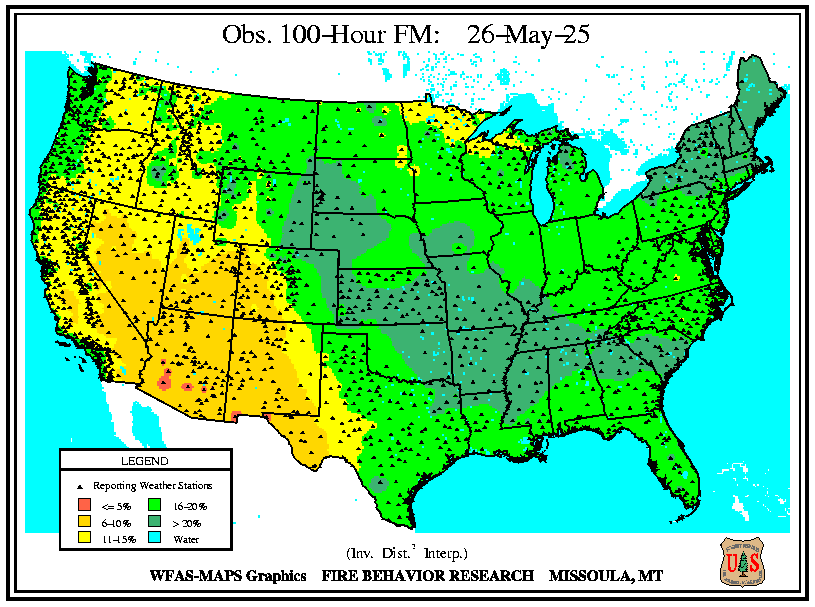 Obs. 100-Hour FM: 26-May-25
LEGEND
Reporting Weather Stations
<= 5% 16-20%
6-10% > 20%
11-15% Water
(Inv. Dist.² Interp.)
WFAS-MAPS Graphics FIRE BEHAVIOR RESEARCH MISSOULA, MT
U S